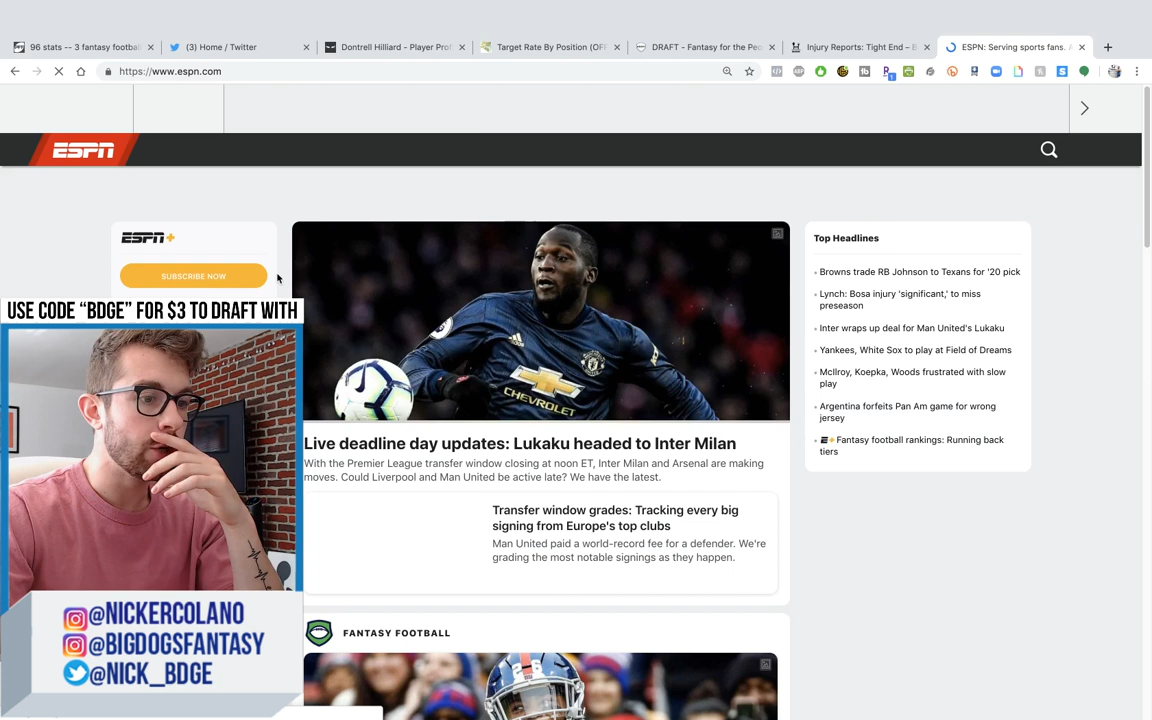 96 stats -- 3 fantasy footbal
(3) Home / Twitter
Dontrell Hilliard - Player Prof
Target Rate By Position (OFF
DRAFT - Fantasy for the Peo
Injury Reports: Tight End – B
ESPN: Serving sports fans. A
https://www.espn.com
ESPN
ESPN+
SUBSCRIBE NOW
USE CODE “BDGE” FOR $3 TO DRAFT WITH
@NICKERCOLANO
@BIGDOGSFANTASY
@NICK_BDGE
CHEVROLET
Live deadline day updates: Lukaku headed to Inter Milan
With the Premier League transfer window closing at noon ET, Inter Milan and Arsenal are making
moves. Could Liverpool and Man United be active late? We have the latest.
Transfer window grades: Tracking every big
signing from Europe's top clubs
Man United paid a world-record fee for a defender. We're
grading the most notable signings as they happen.
FANTASY FOOTBALL
26
Top Headlines
Browns trade RB Johnson to Texans for '20 pick
Lynch: Bosa injury 'significant,' to miss
preseason
Inter wraps up deal for Man United's Lukaku
Yankees, White Sox to play at Field of Dreams
McIlroy, Koepka, Woods frustrated with slow
play
Argentina forfeits Pan Am game for wrong
jersey
Fantasy football rankings: Running back
tiers